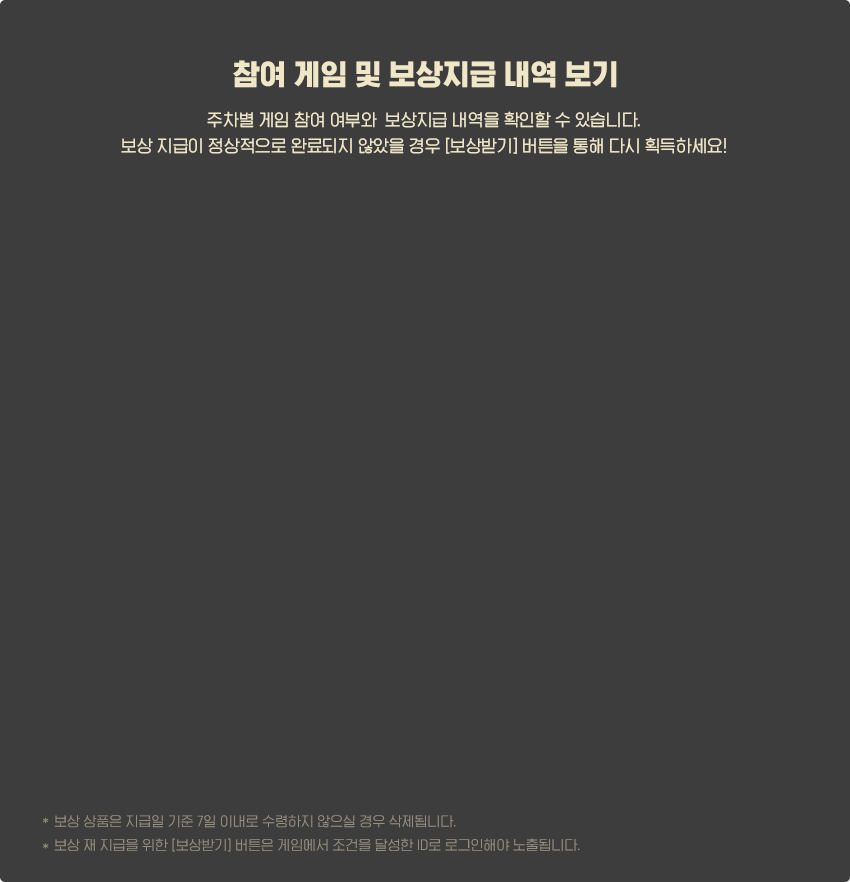 참여 게임 및 보상지급 내역 보기
주차별 게임 참여 여부와 보상지급 내역을 확인할 수 있습니다.
보상 지급이 정상적으로 완료되지 않았을 경우 [보상받기] 버튼을 통해 다시 획득하세요!
* 보상 상품은 지급일 기준 7일 이내로 수령하지 않으실 경우 삭제됩니다.
* 보상 재 지급을 위한 [보상받기] 버튼은 게임에서 조건을 달성한 ID로 로그인해야 노출됩니다.